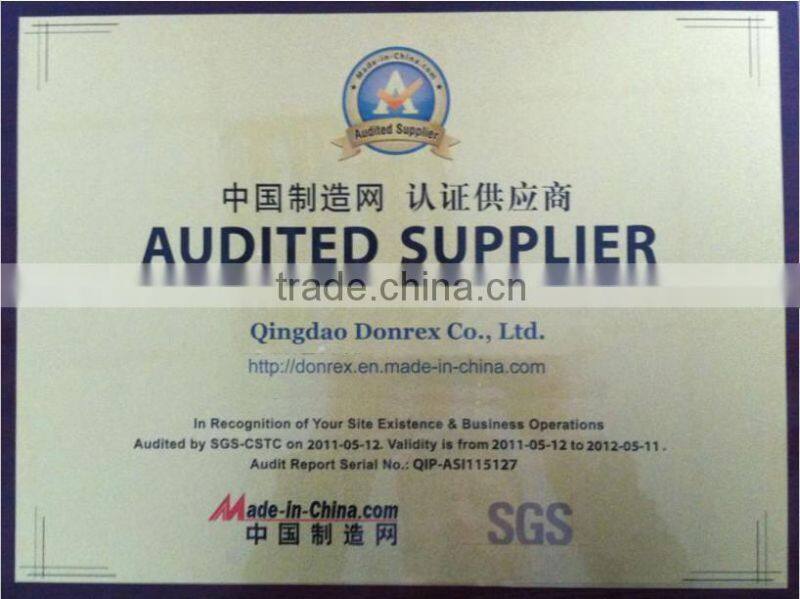 Made-in-China.com
A
Audited Supplier
中国制造网 认证供应商
AUDITED SUPPLIER
trade.china.cn
Qingdao Donrex Co., Ltd.
http://donrex.en.made-in-china.com
In Recognition of Your Site Existence & Business Operations
Audited by SGS-CSTC on 2011-05-12. Validity is from 2011-05-12 to 2012-05-11.
Audit Report Serial No.: QIP-ASI115127
Made-in-China.com
中国制造网
SGS